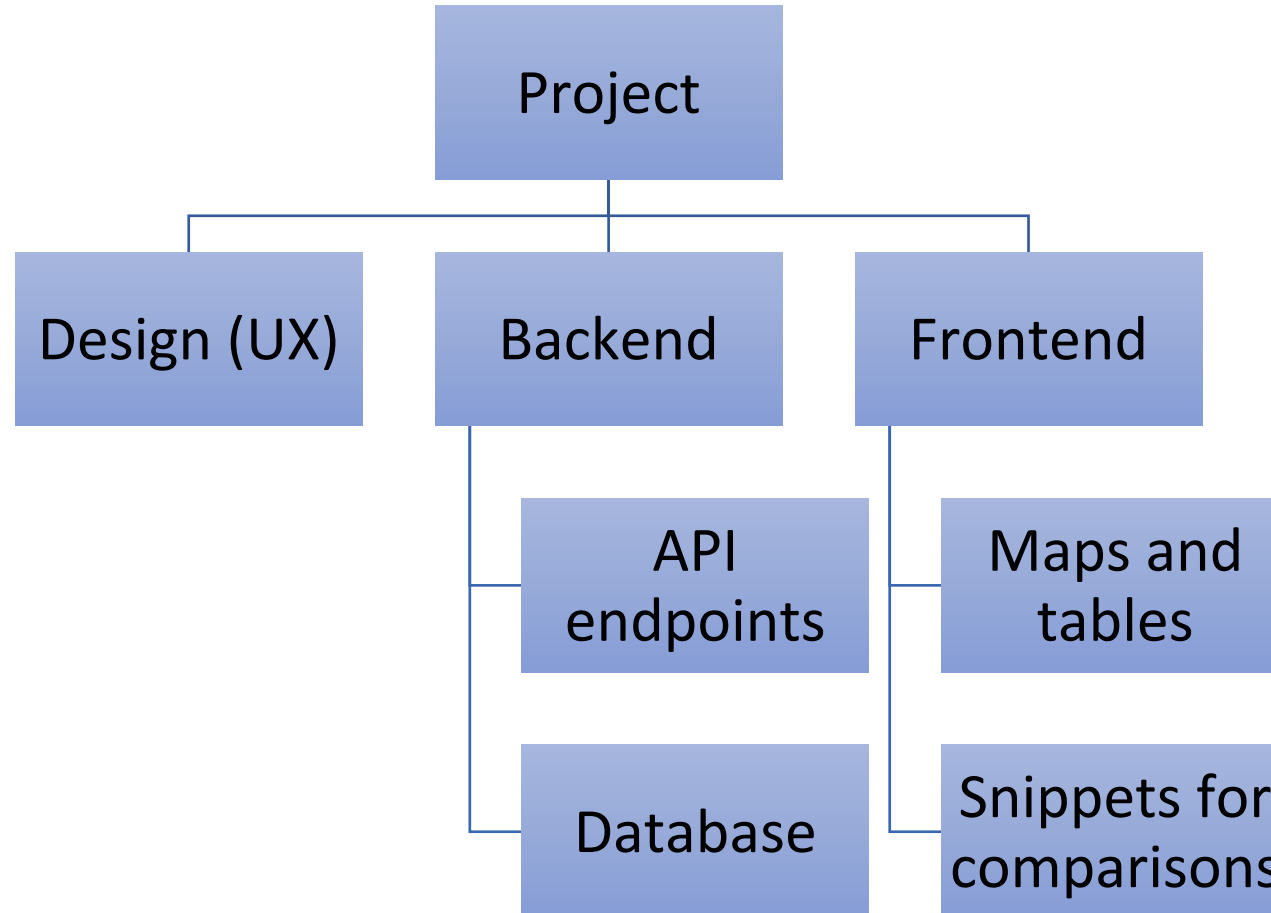 Project
Design (UX)
Backend
Frontend
API
endpoints
Maps and
tables
Database
Snippets for
comparisons